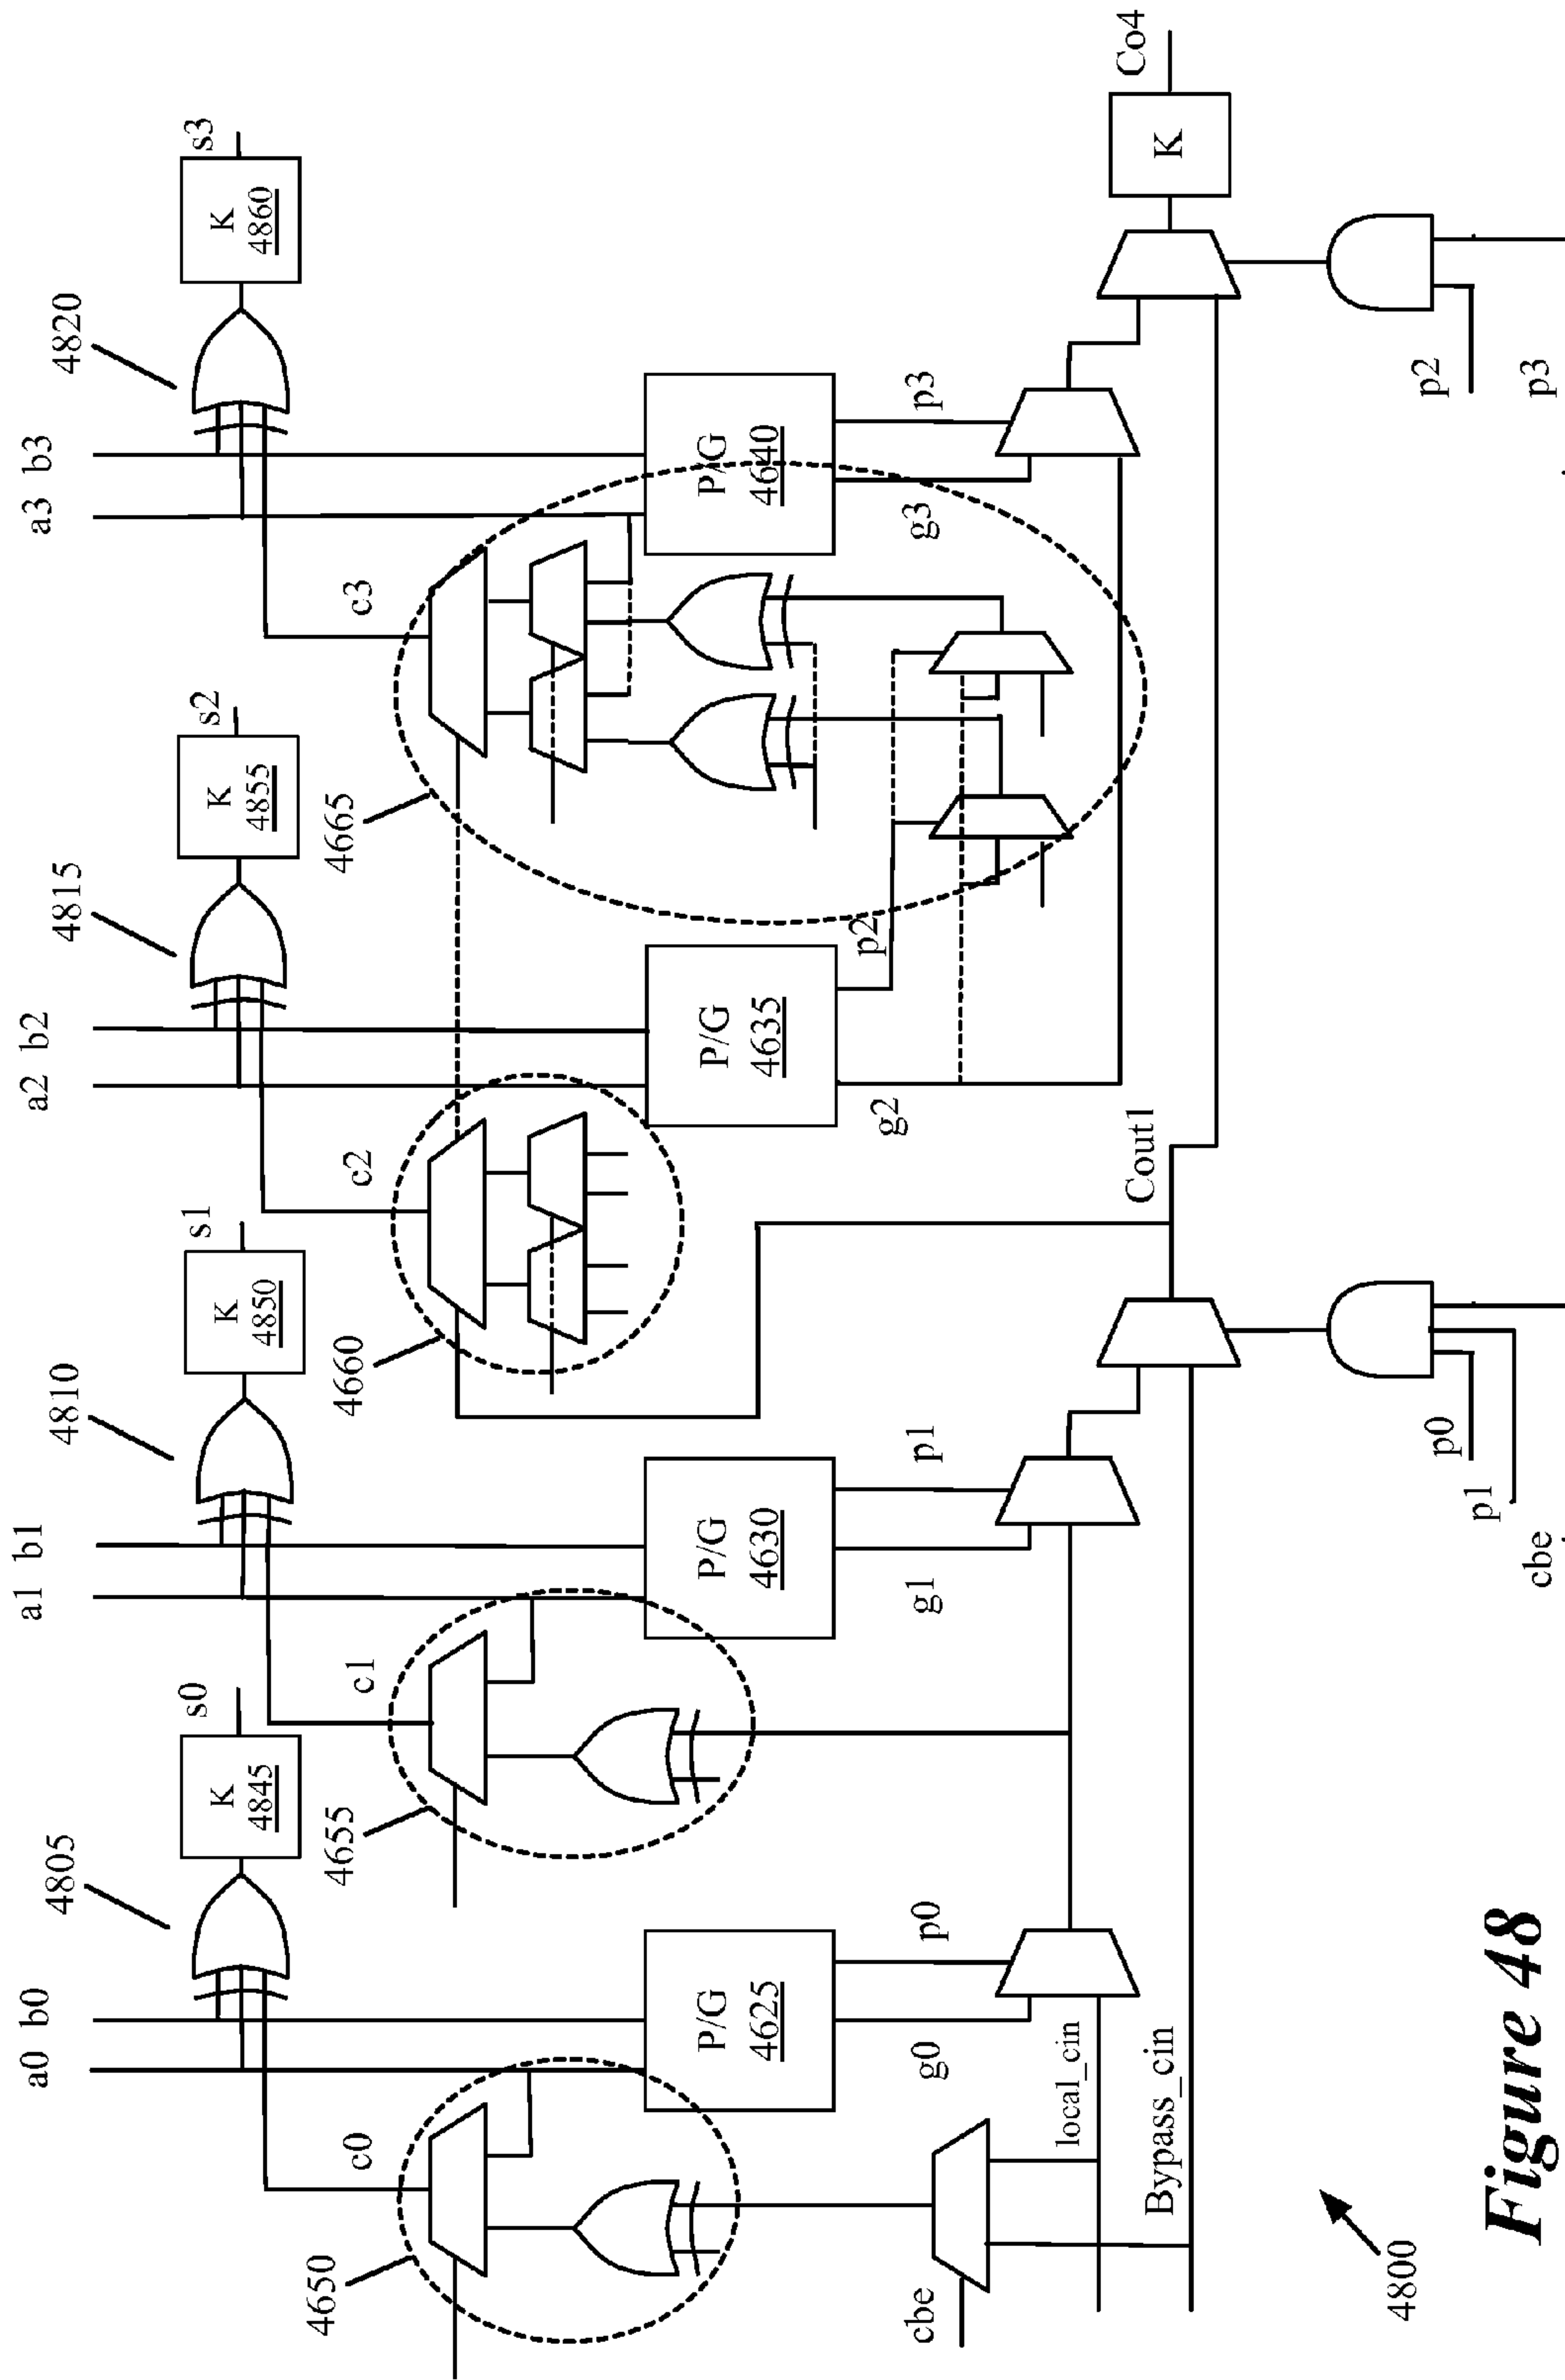 a0 b0
a1 b1
a2 b2
a3 b3
4805
4810
4815
4820
K
4845
s0
K
4850
s1
K
4855
s2
K
4860
s3
4650
c0
4655
c1
4660
c2
4665
c3
P/G
4625
P/G
4630
P/G
4635
P/G
4640
g0
p0
g1
p1
g2
p2
g3
p3
cbe
local_cin
Bypass_cin
Cout1
K
Co4
p0
p1
cbe
p2
p3
4800
Figure 48